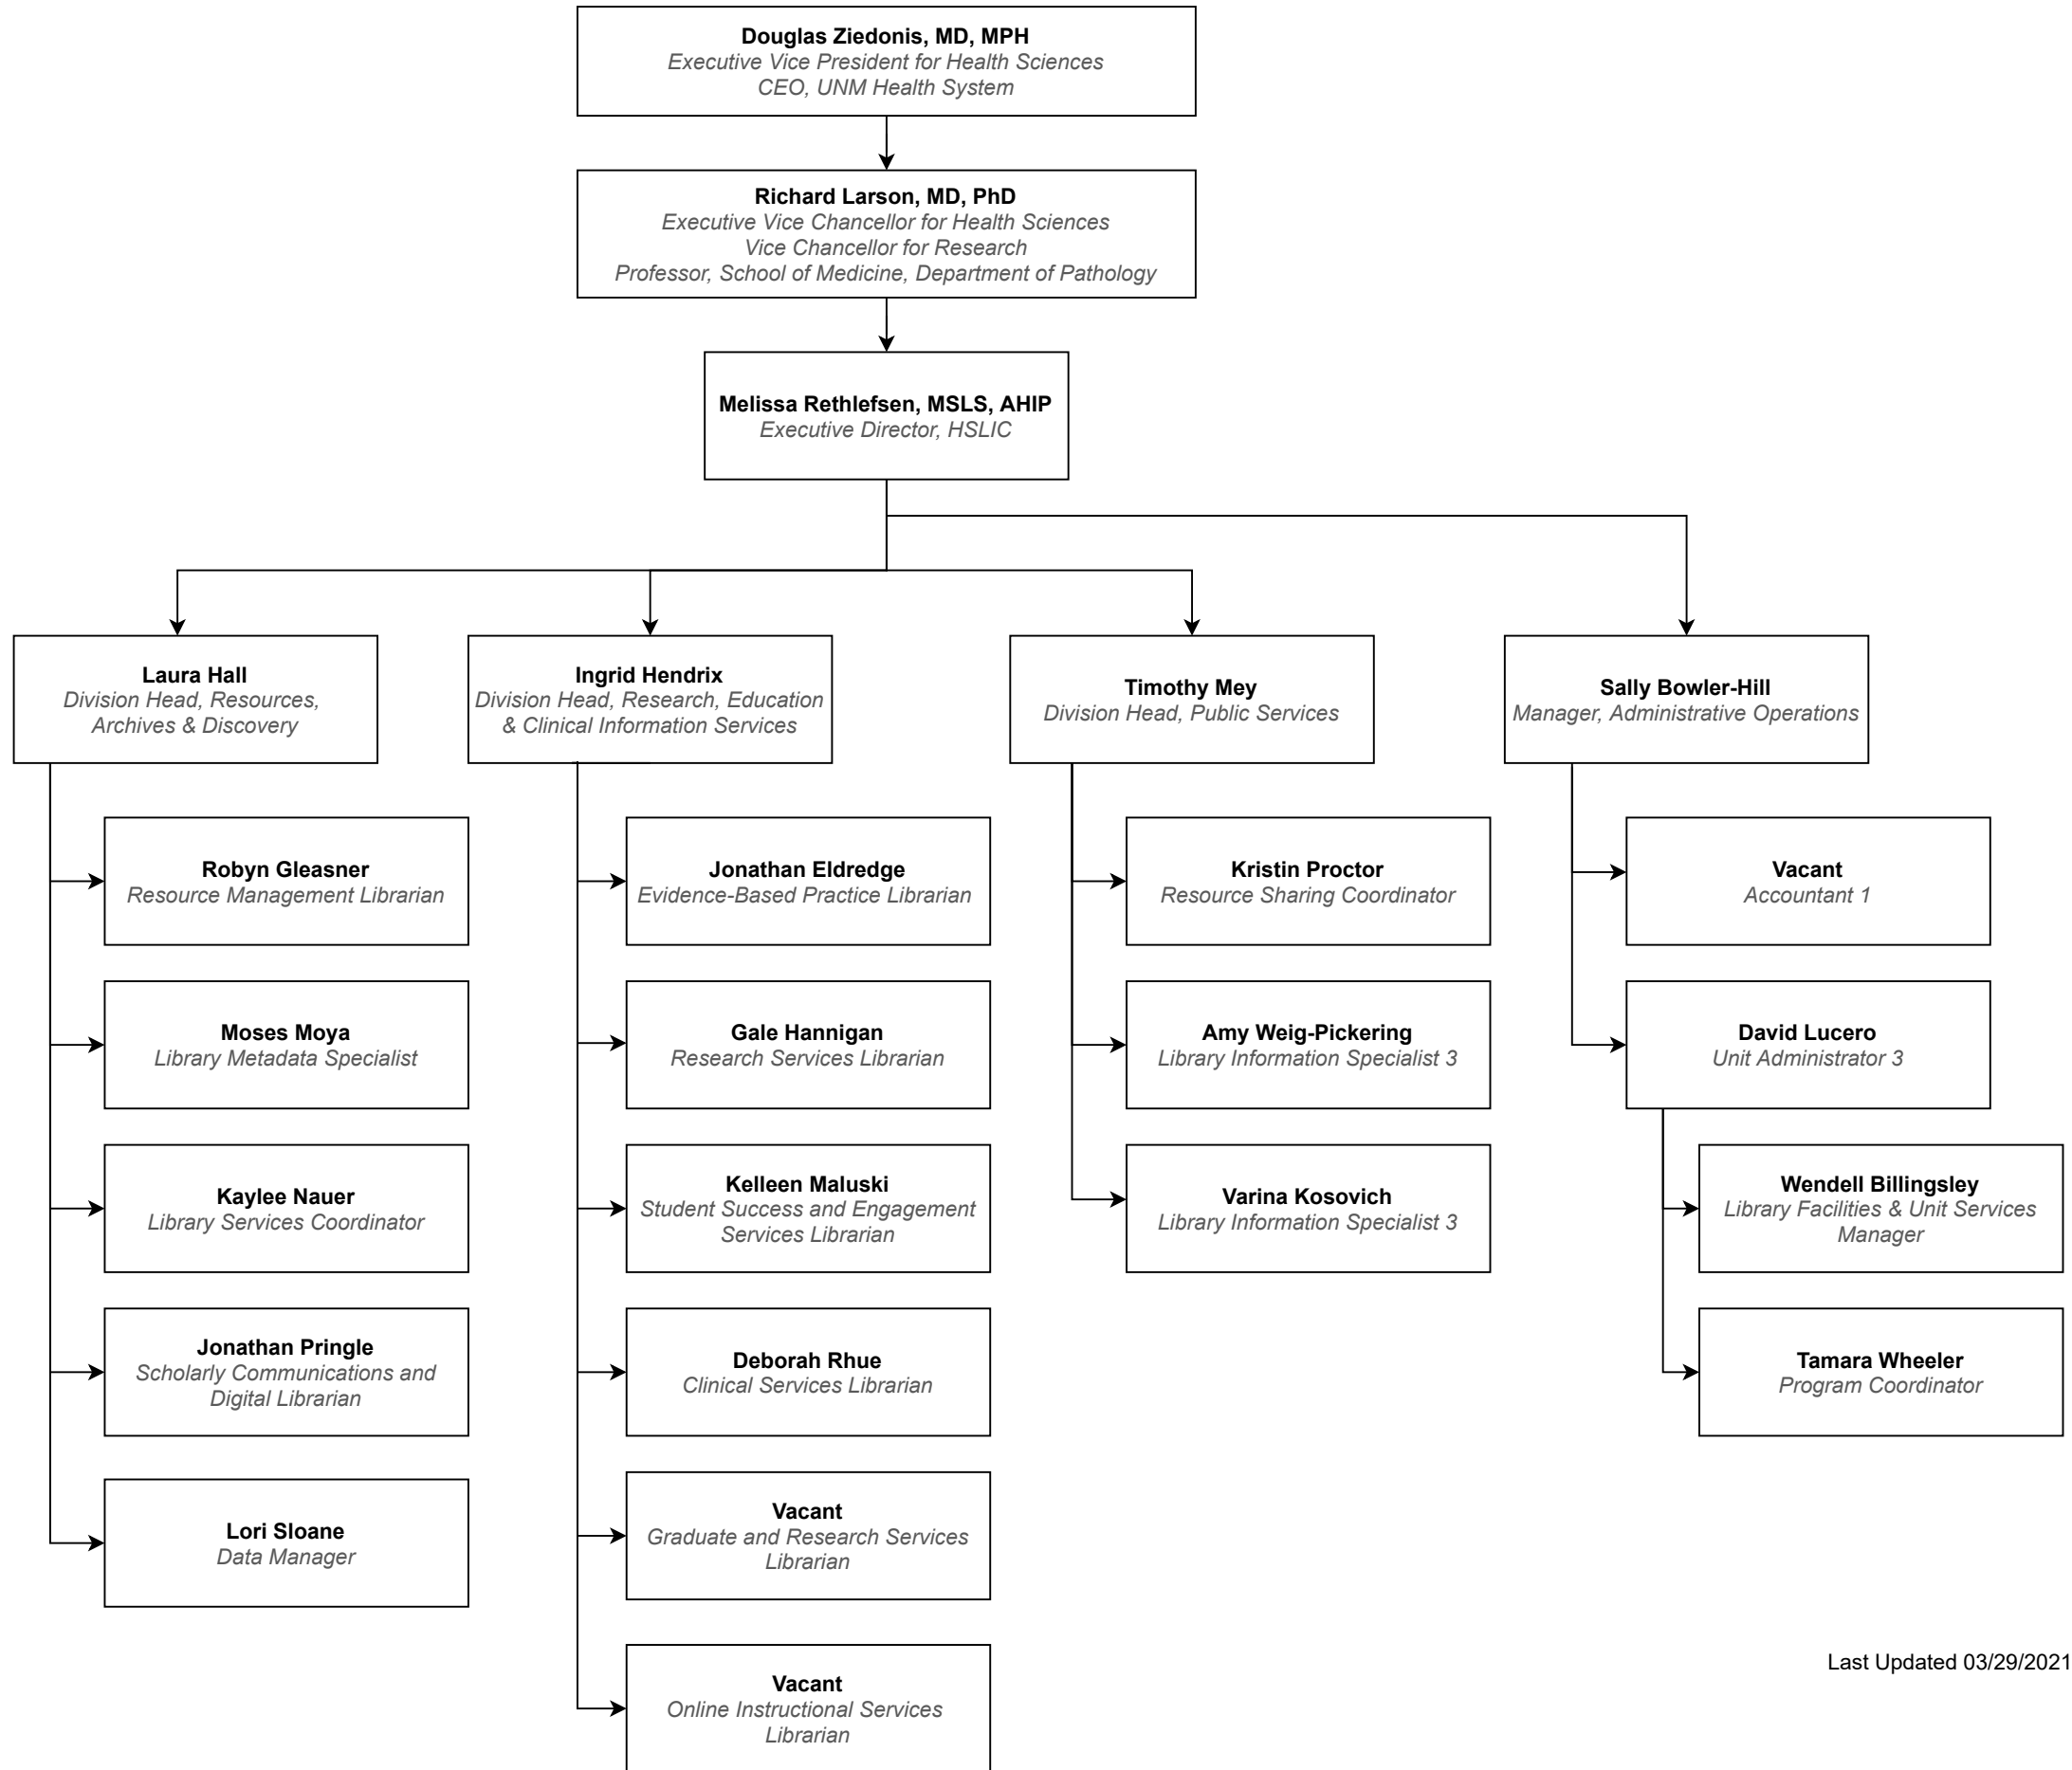 Douglas Ziedonis, MD, MPH
Executive Vice President for Health Sciences
CEO, UNM Health System
Richard Larson, MD, PhD
Executive Vice Chancellor for Health Sciences
Vice Chancellor for Research
Professor, School of Medicine, Department of Pathology
Melissa Rethlefsen, MSLS, AHIP
Executive Director, HSLIC
Laura Hall
Division Head, Resources,
Archives & Discovery
Robyn Gleasner
Resource Management Librarian
Moses Moya
Library Metadata Specialist
Kaylee Nauer
Library Services Coordinator
Jonathan Pringle
Scholarly Communications and
Digital Librarian
Lori Sloane
Data Manager
Ingrid Hendrix
Division Head, Research, Education
& Clinical Information Services
Jonathan Eldredge
Evidence-Based Practice Librarian
Gale Hannigan
Research Services Librarian
Kelleen Maluski
Student Success and Engagement
Services Librarian
Deborah Rhue
Clinical Services Librarian
Vacant
Graduate and Research Services
Librarian
Vacant
Online Instructional Services
Librarian
Timothy Mey
Division Head, Public Services
Kristin Proctor
Resource Sharing Coordinator
Amy Weig-Pickering
Library Information Specialist 3
Varina Kosovich
Library Information Specialist 3
Sally Bowler-Hill
Manager, Administrative Operations
Vacant
Accountant 1
David Lucero
Unit Administrator 3
Wendell Billingsley
Library Facilities & Unit Services
Manager
Tamara Wheeler
Program Coordinator
Last Updated 03/29/2021